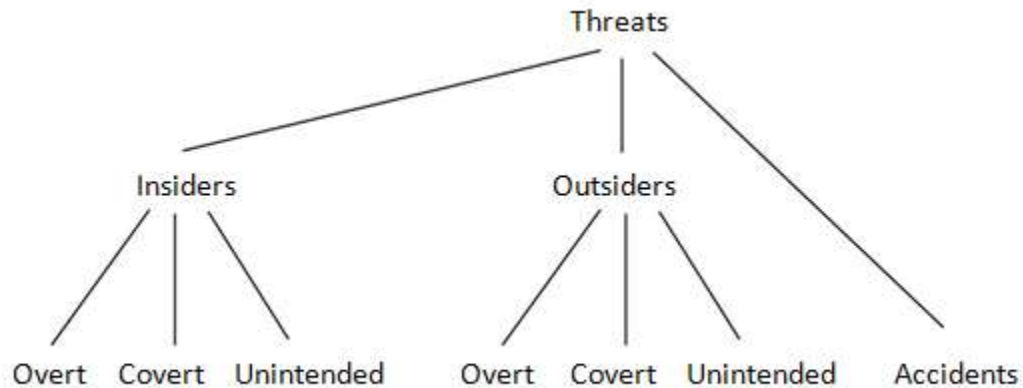 Threats
Insiders Outsiders
Overt Covert Unintended Overt Covert Unintended Accidents